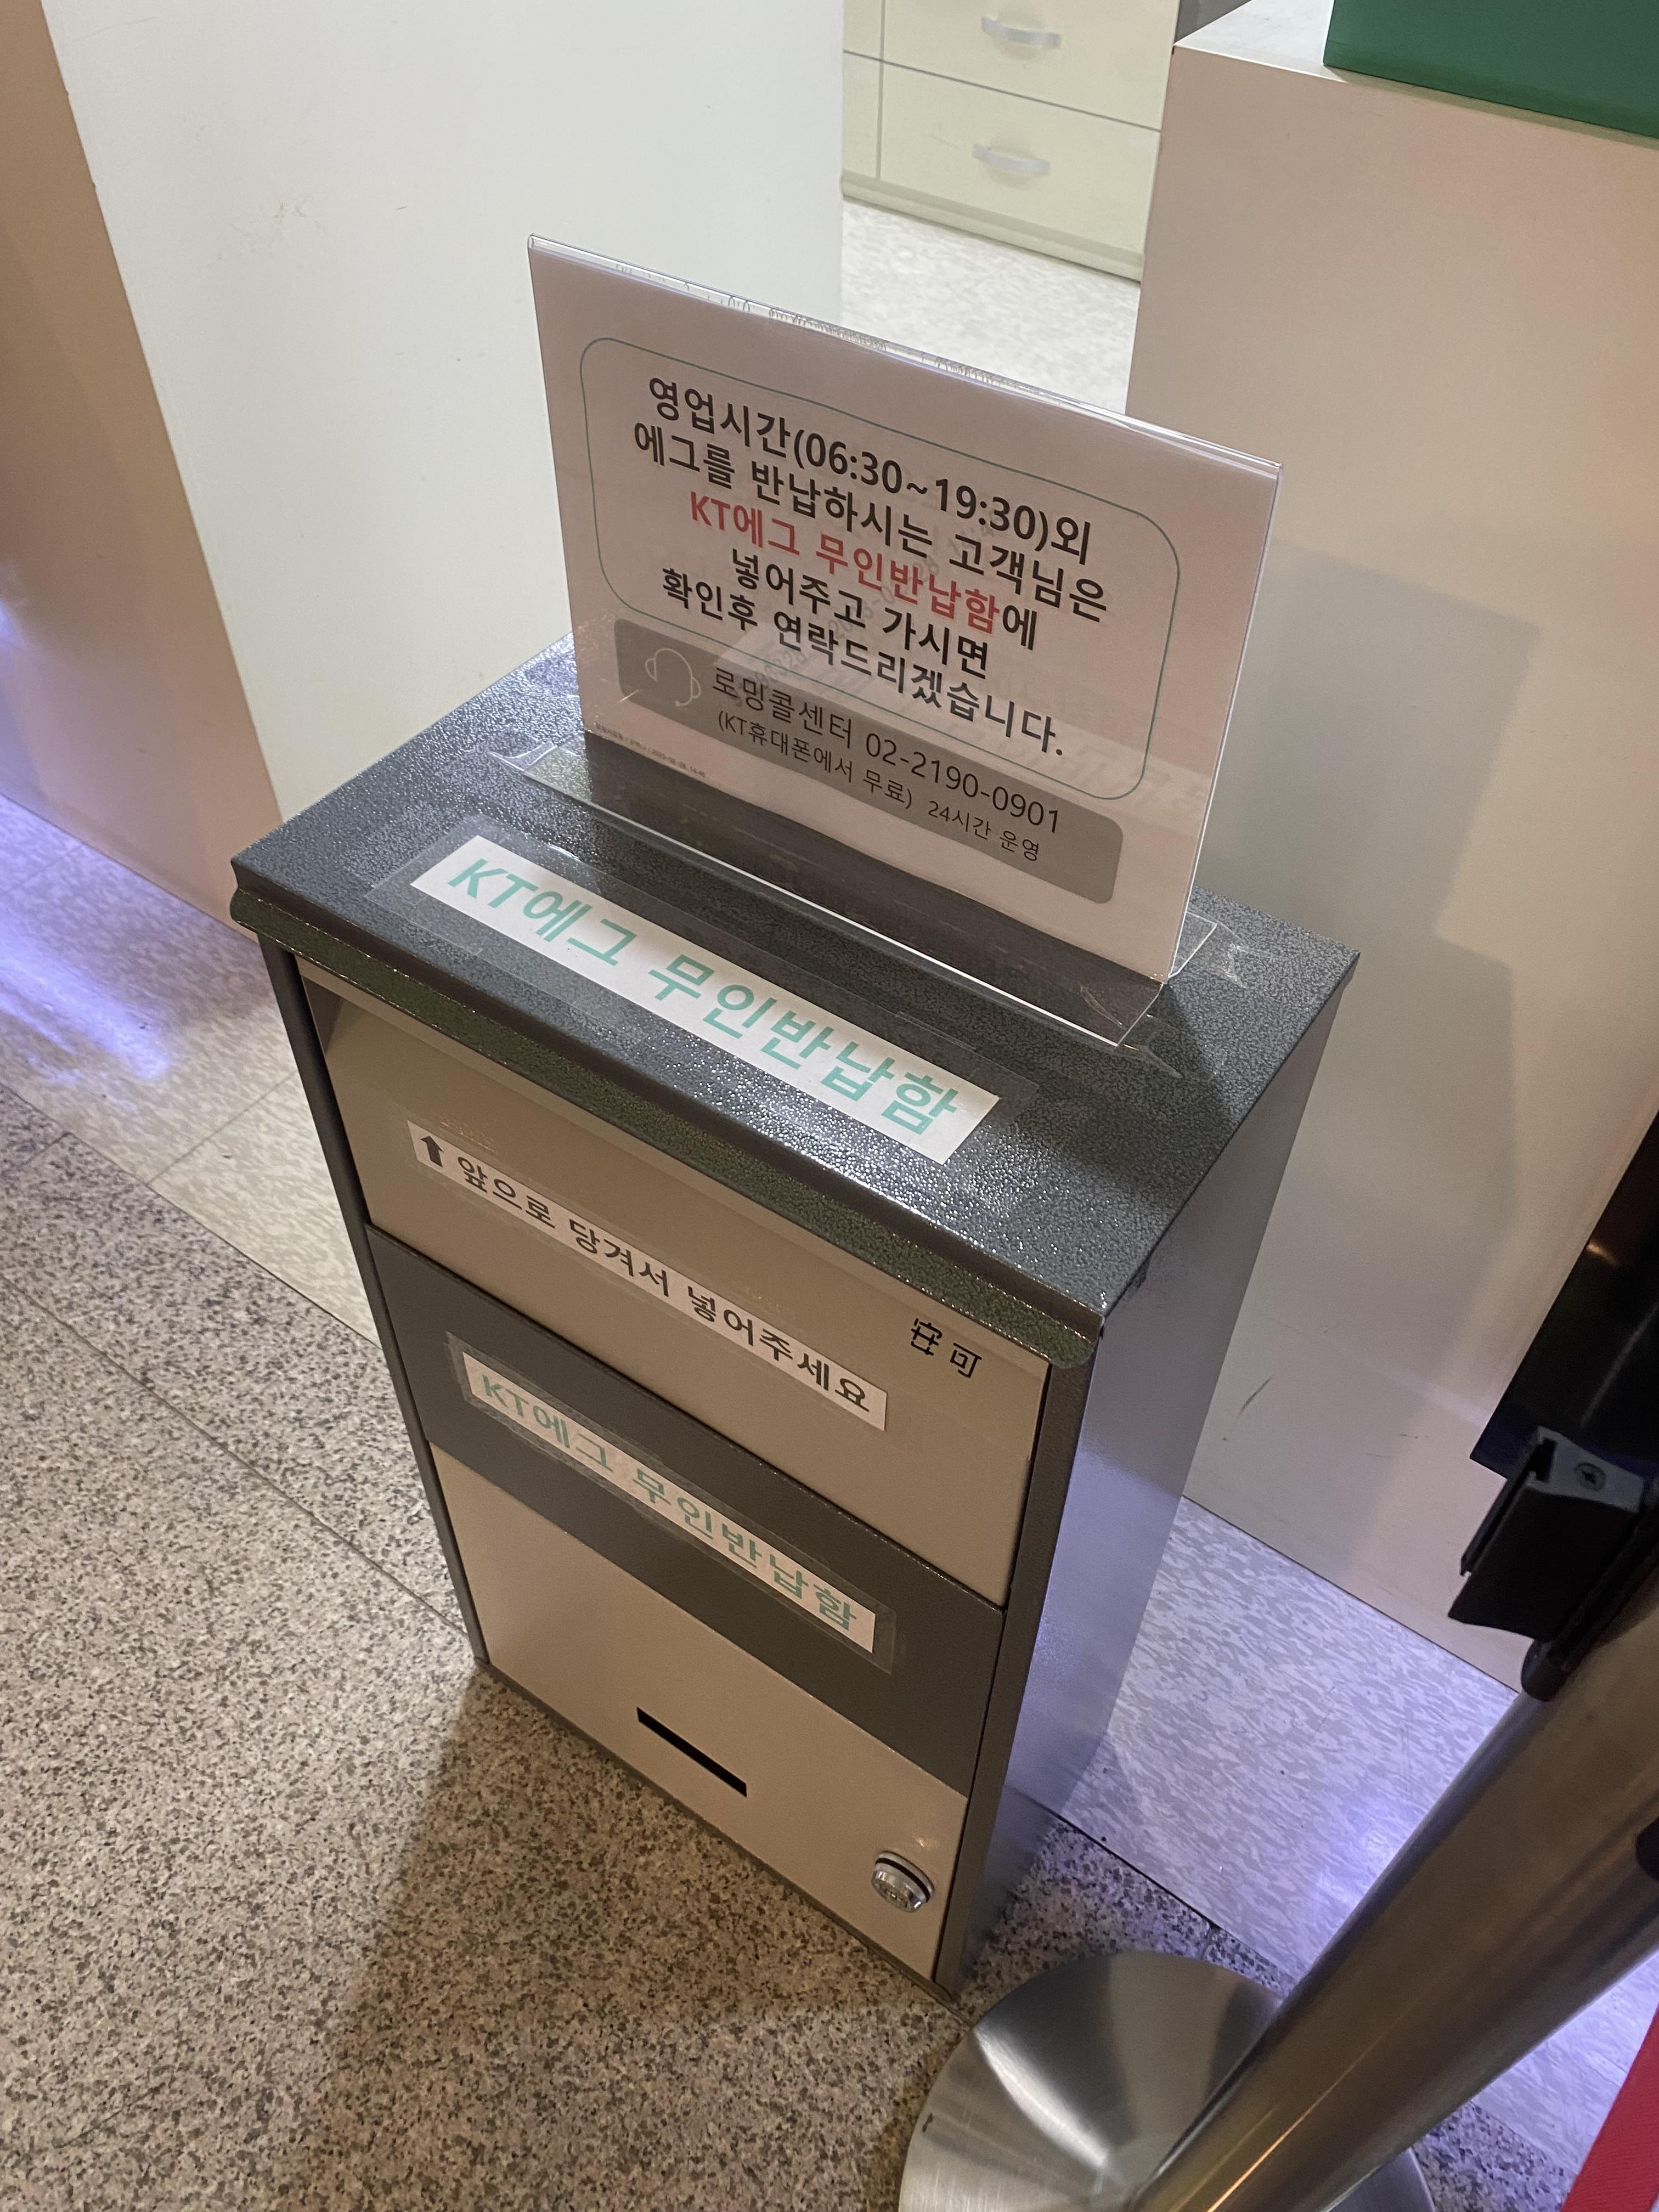 영업시간(06:30~19:30)외
에그를 반납하시는 고객님은
KT에그 무인반납함에
넣어주고 가시면
확인후 연락드리겠습니다.
로밍콜센터 02-2190-0901
(KT휴대폰에서 무료) 24시간 운영
KT에그 무인반납함
앞으로 당겨서 넣어주세요
KT에그 무인반납함